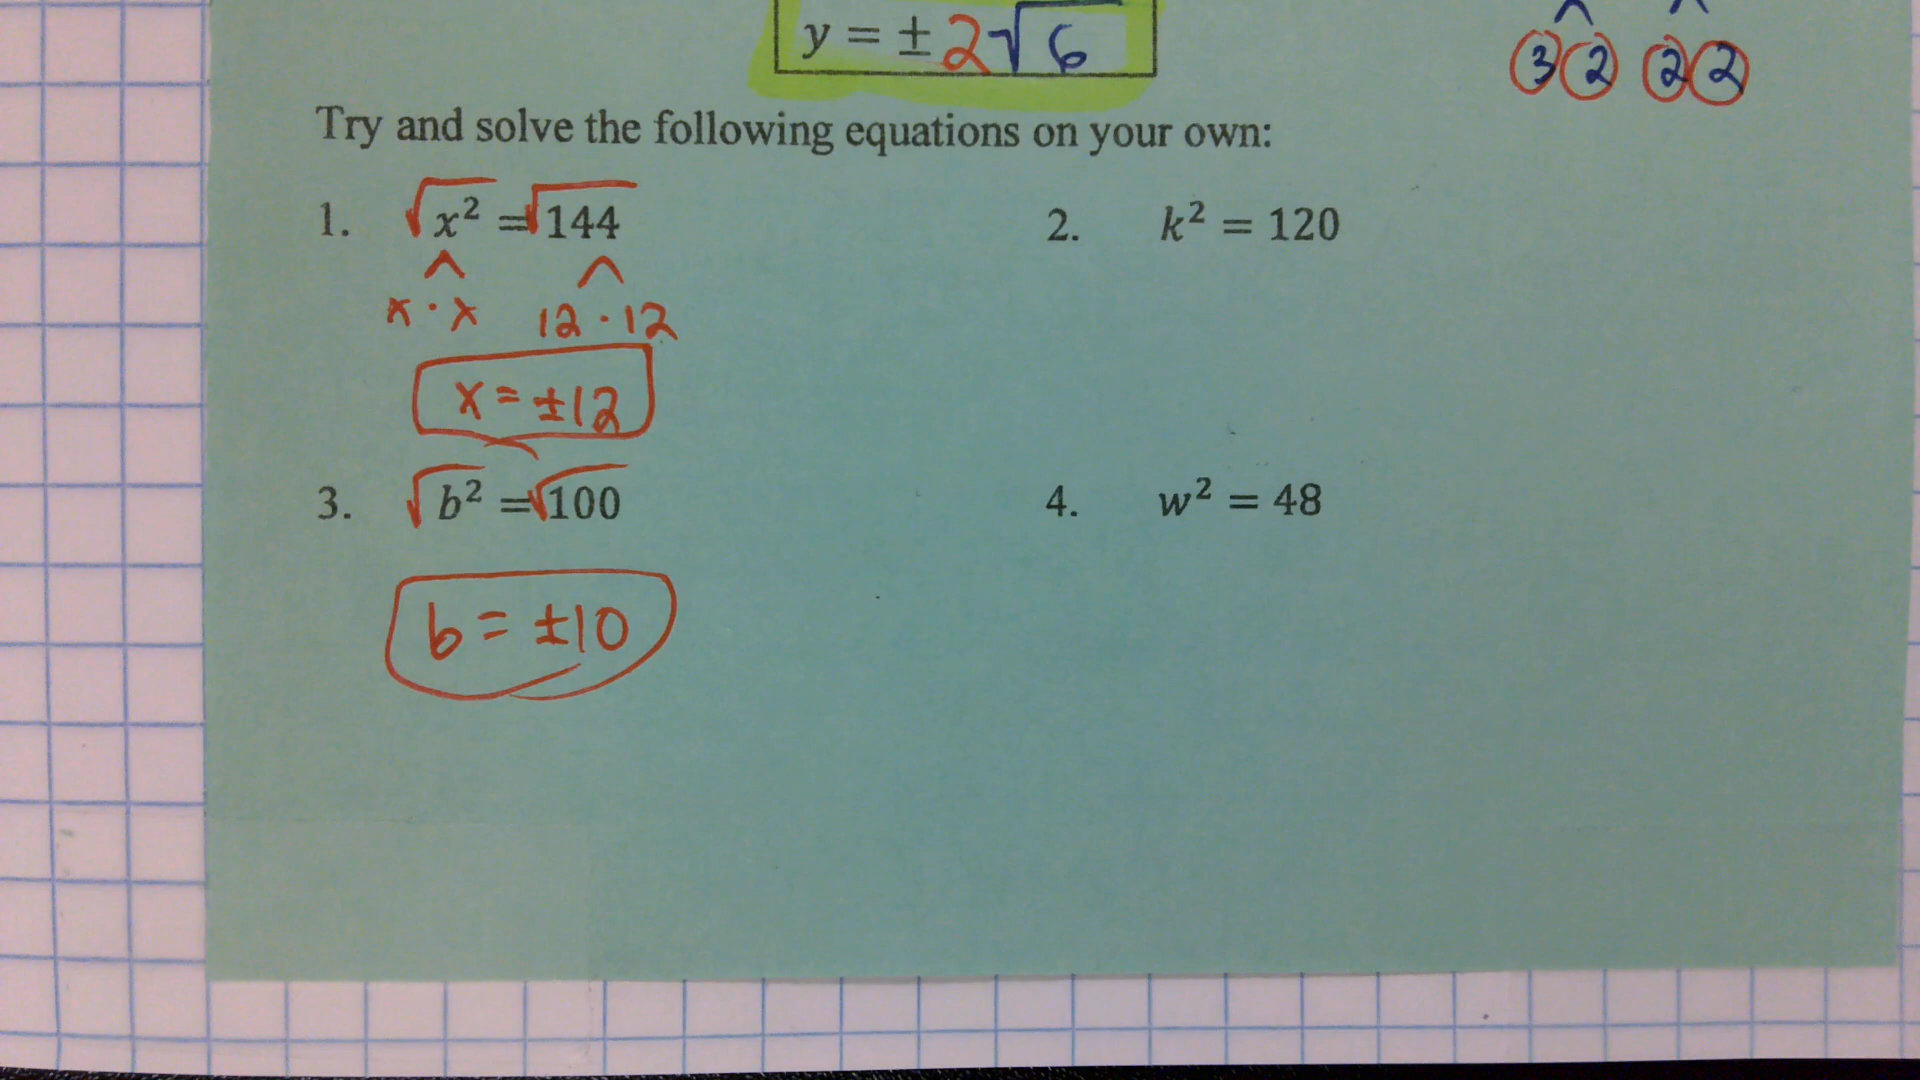 y = ±2√6
3 2 2 2
Try and solve the following equations on your own:
1. √x² = √144
2. k² = 120
x · x 12 · 12
x = ±12
3. √b² = √100
4. w² = 48
b = ±10